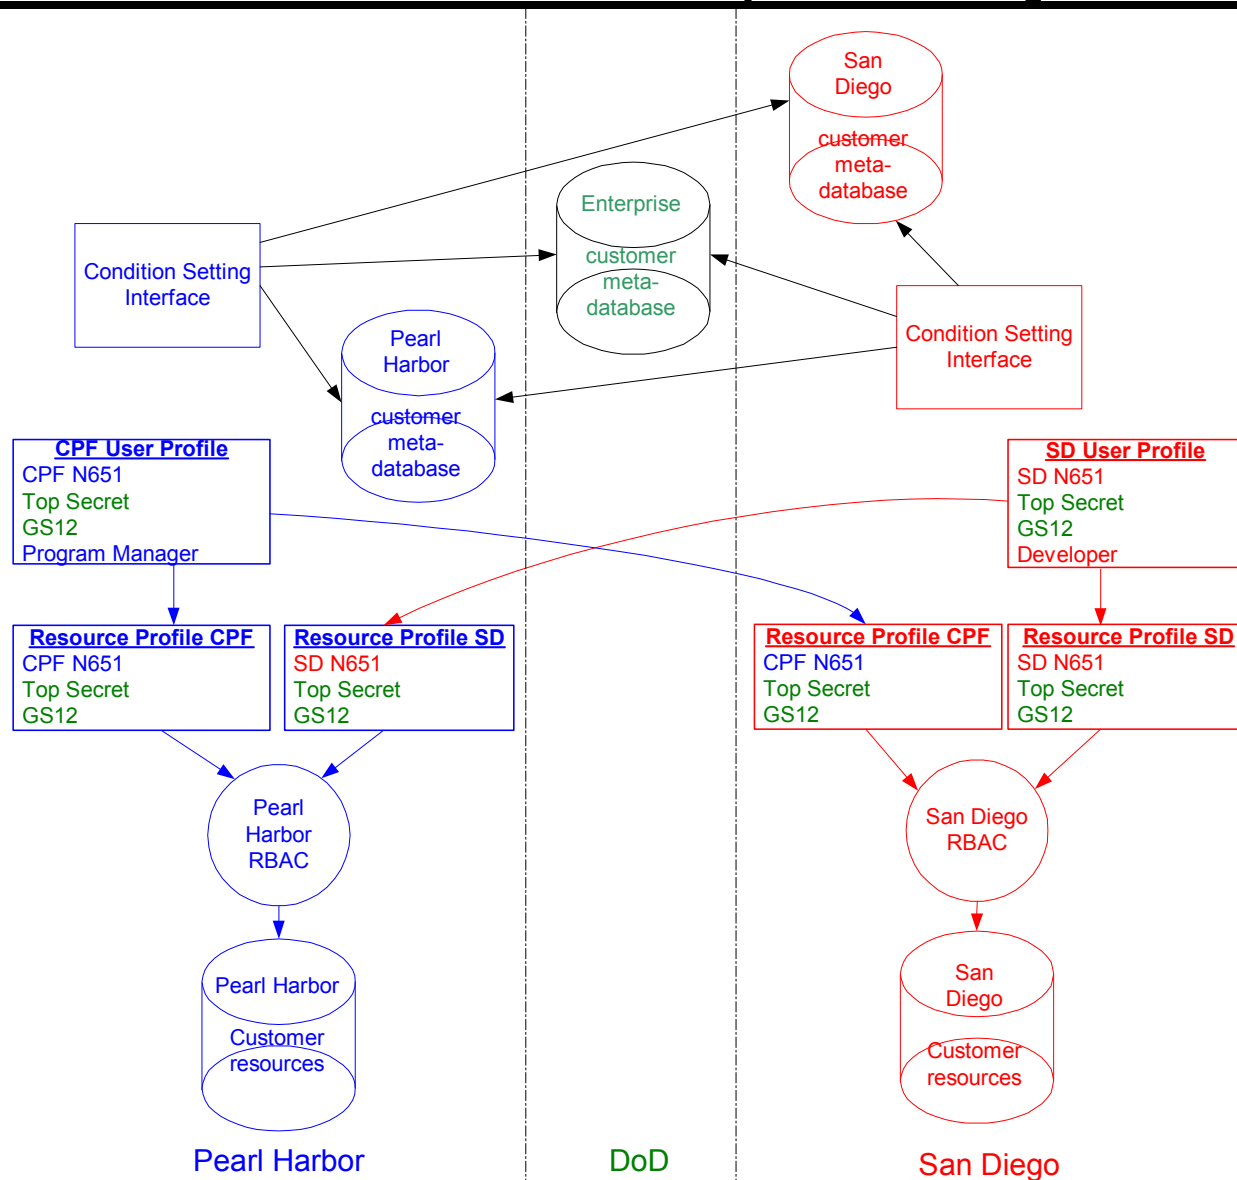 San
Diego
customer
meta-
database
Enterprise
customer
meta-
database
Condition Setting
Interface
Pearl
Harbor
customer
meta-
database
Condition Setting
Interface
CPF User Profile
CPF N651
Top Secret
GS12
Program Manager
SD User Profile
SD N651
Top Secret
GS12
Developer
Resource Profile CPF
CPF N651
Top Secret
GS12
Resource Profile SD
SD N651
Top Secret
GS12
Resource Profile CPF
CPF N651
Top Secret
GS12
Resource Profile SD
SD N651
Top Secret
GS12
Pearl
Harbor
RBAC
San Diego
RBAC
Pearl Harbor
Customer
resources
San
Diego
Customer
resources
Pearl Harbor
DoD
San Diego